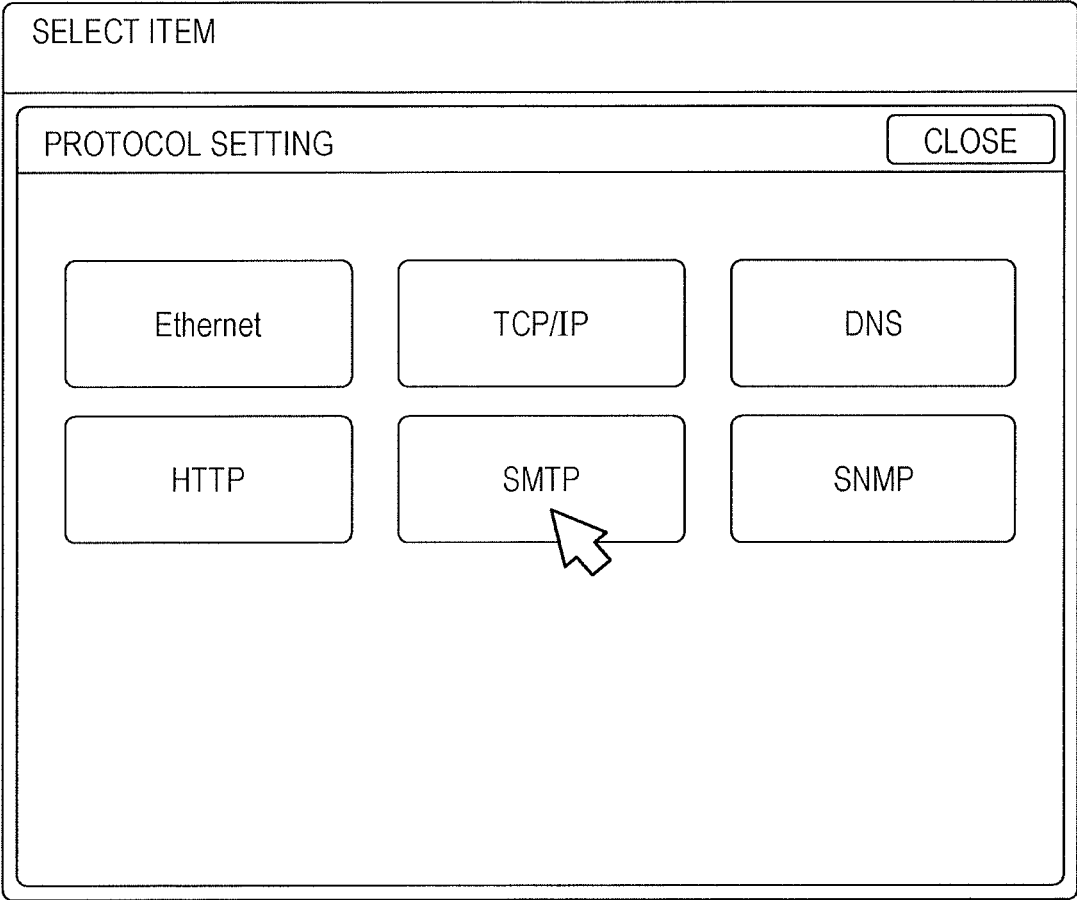 SELECT ITEM
PROTOCOL SETTING CLOSE
Ethernet TCP/IP DNS
HTTP SMTP SNMP